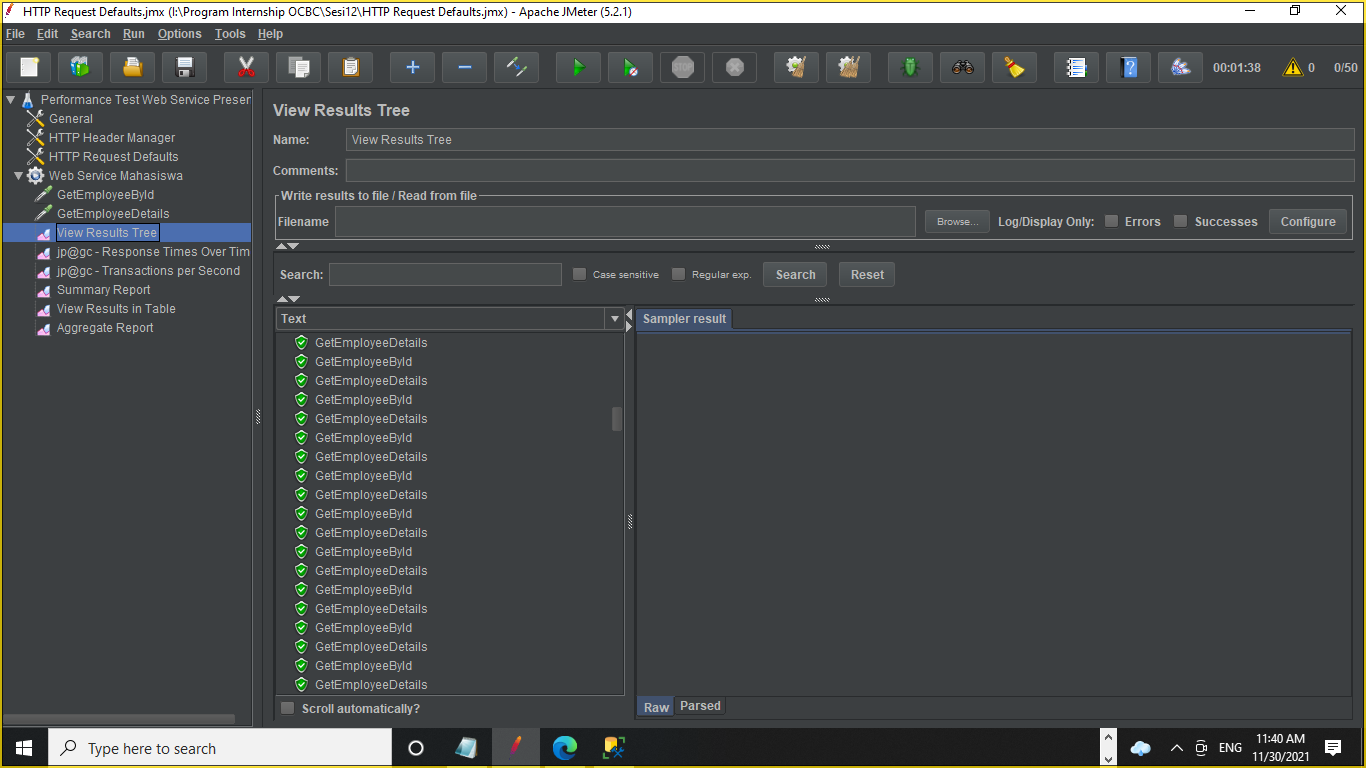 HTTP Request Defaults.jmx (I:\Program Internship OCBC\Sesi12\HTTP Request Defaults.jmx) - Apache JMeter (5.2.1)
File Edit Search Run Options Tools Help
STOP 00:01:38 0 0/50
Performance Test Web Service Preser
General
HTTP Header Manager
HTTP Request Defaults
Web Service Mahasiswa
GetEmployeeById
GetEmployeeDetails
View Results Tree
jp@gc - Response Times Over Tim
jp@gc - Transactions per Second
Summary Report
View Results in Table
Aggregate Report
View Results Tree
Name: View Results Tree
Comments:
Write results to file / Read from file
Filename Browse... Log/Display Only: Errors Successes Configure
Search: Case sensitive Regular exp. Search Reset
Text
GetEmployeeDetails
GetEmployeeById
GetEmployeeDetails
GetEmployeeById
GetEmployeeDetails
GetEmployeeById
GetEmployeeDetails
GetEmployeeById
GetEmployeeDetails
GetEmployeeById
GetEmployeeDetails
GetEmployeeById
GetEmployeeDetails
GetEmployeeById
GetEmployeeDetails
GetEmployeeById
GetEmployeeDetails
GetEmployeeById
GetEmployeeDetails
Scroll automatically?
Sampler result
Raw Parsed
Type here to search
ENG
11:40 AM
11/30/2021